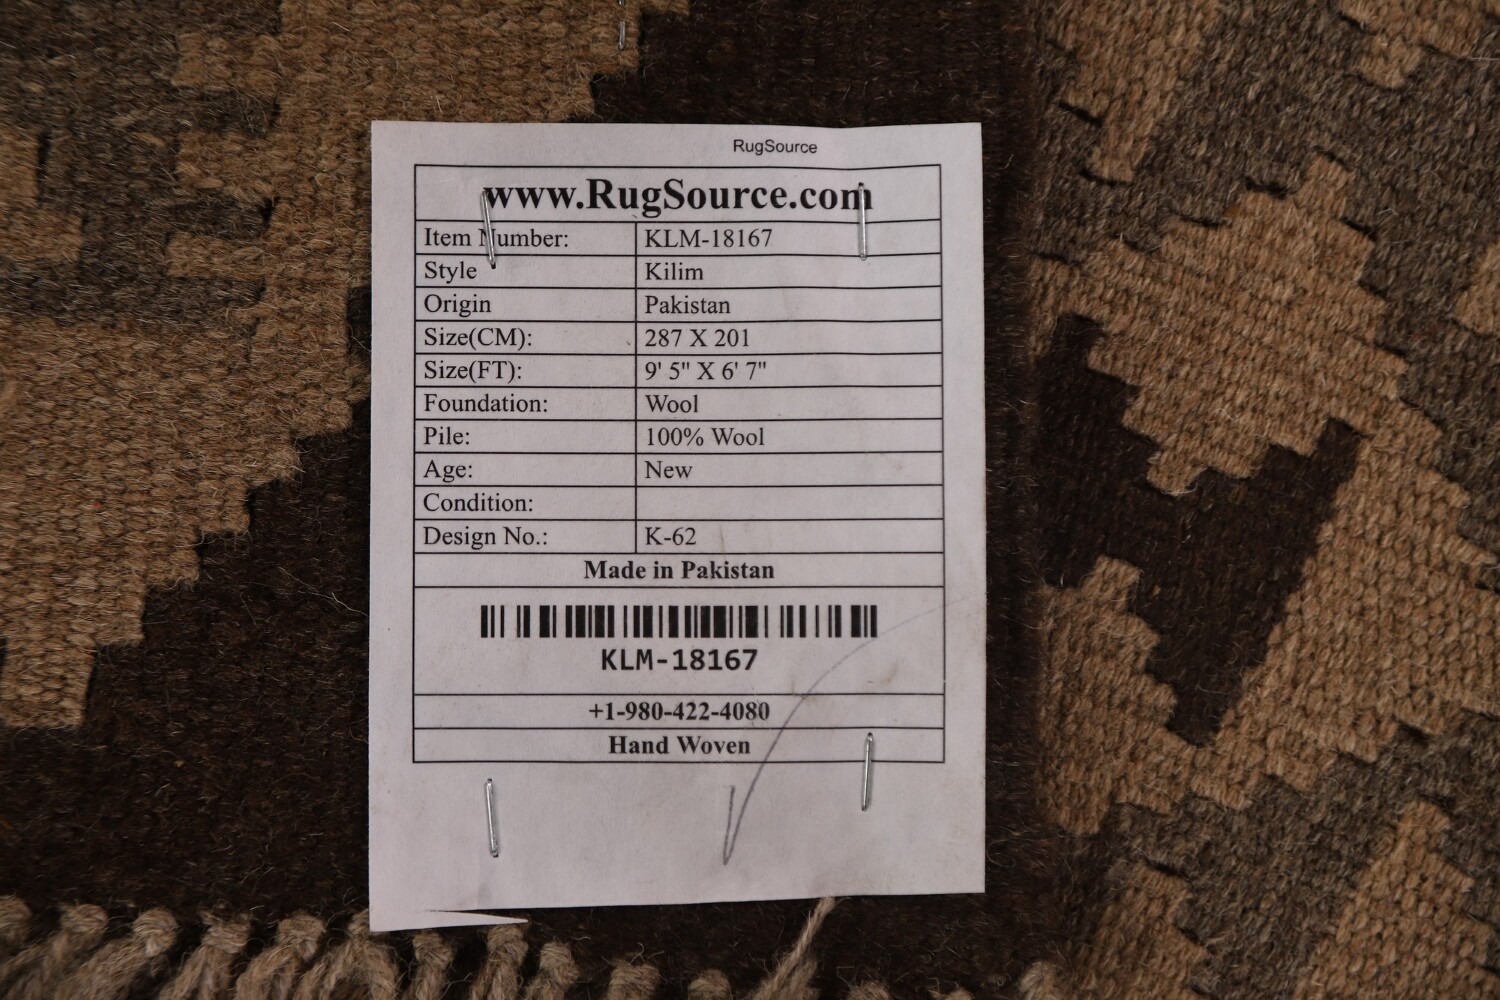 RugSource
www.RugSource.com
Item Number: KLM-18167
Style Kilim
Origin Pakistan
Size(CM): 287 X 201
Size(FT): 9' 5" X 6' 7"
Foundation: Wool
Pile: 100% Wool
Age: New
Condition:
Design No.: K-62
Made in Pakistan
KLM-18167
+1-980-422-4080
Hand Woven